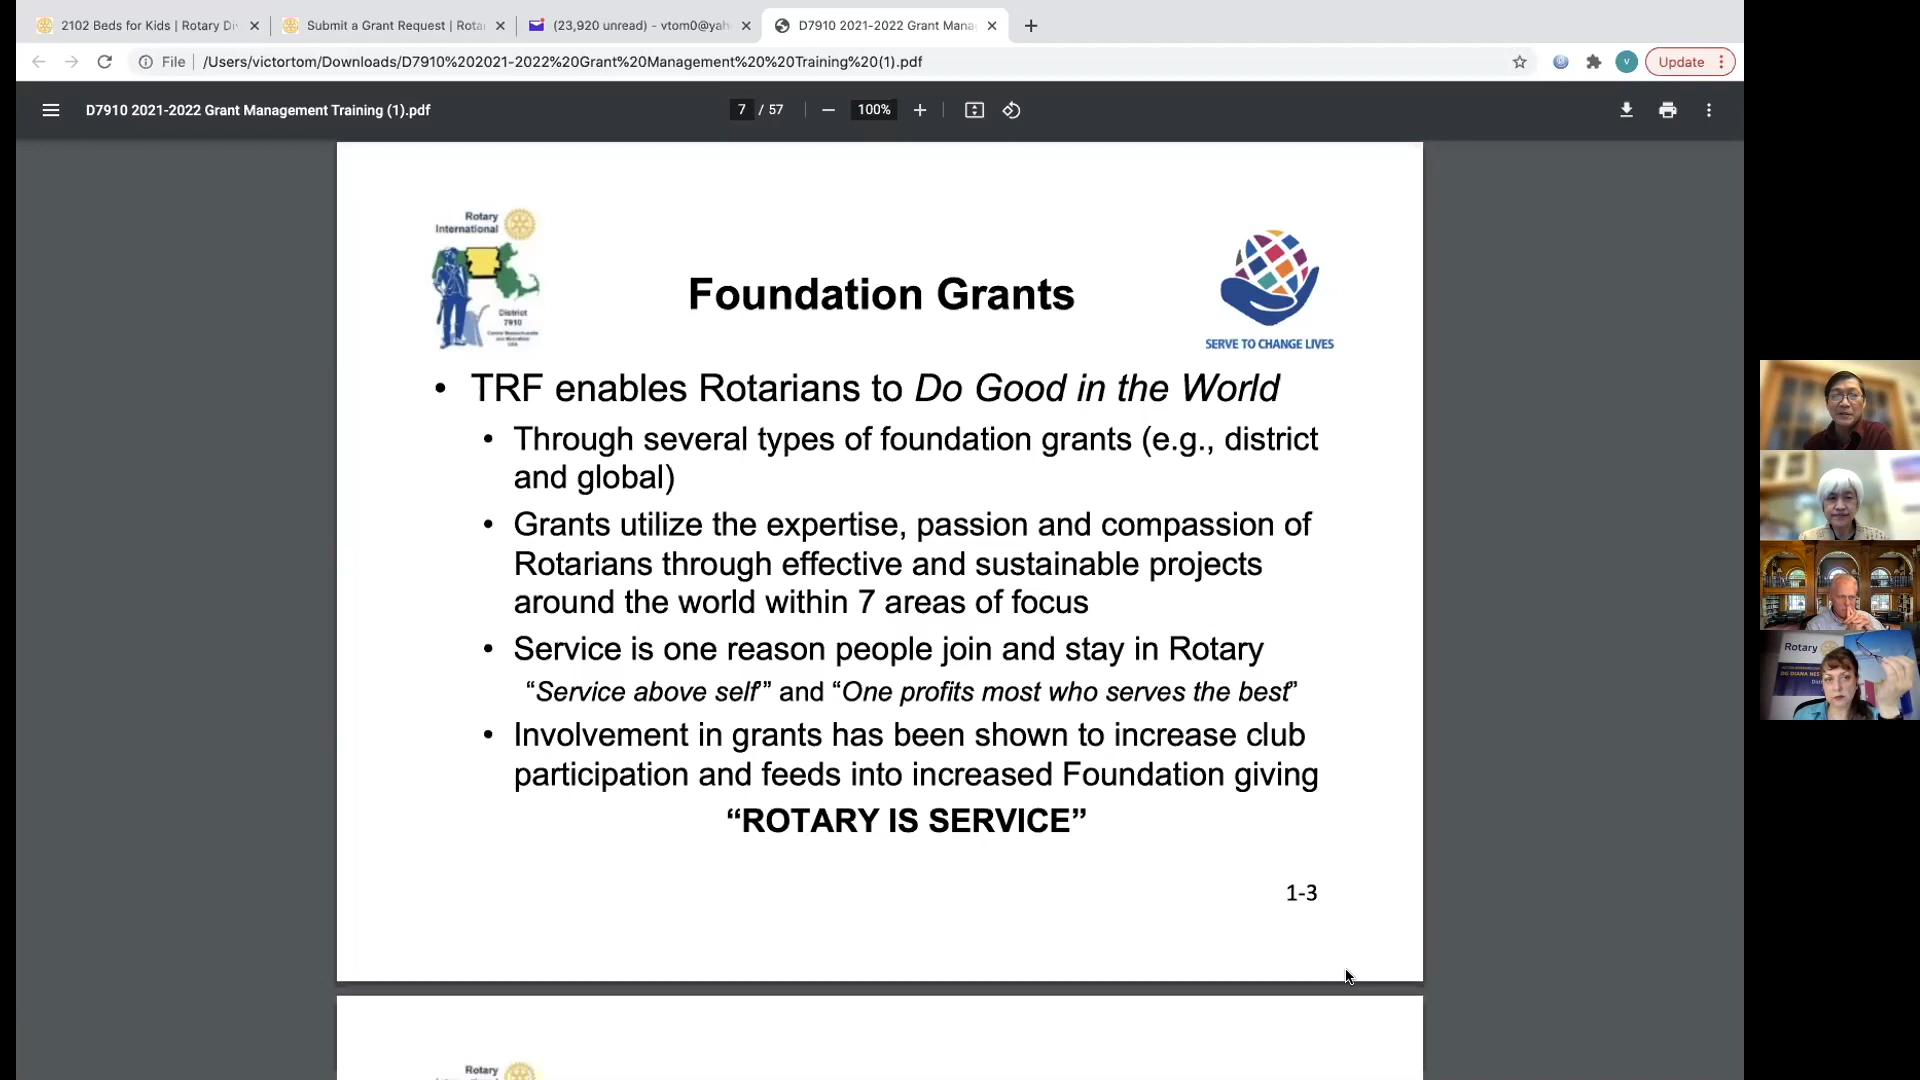 2102 Beds for Kids | Rotary Di
Submit a Grant Request | Rota
(23,920 unread) - vtom0@yah
D7910 2021-2022 Grant Mana
File
/Users/victortom/Downloads/D7910%202021-2022%20Grant%20Management%20%20Training%20(1).pdf
V
Update
D7910 2021-2022 Grant Management Training (1).pdf
7 / 57
100%
Rotary
International
District
7910
Foundation Grants
SERVE TO CHANGE LIVES
• TRF enables Rotarians to Do Good in the World
• Through several types of foundation grants (e.g., district
and global)
• Grants utilize the expertise, passion and compassion of
Rotarians through effective and sustainable projects
around the world within 7 areas of focus
• Service is one reason people join and stay in Rotary
“Service above self” and “One profits most who serves the best”
• Involvement in grants has been shown to increase club
participation and feeds into increased Foundation giving
“ROTARY IS SERVICE”
1-3
Rotary
Rotary
DG DIANA